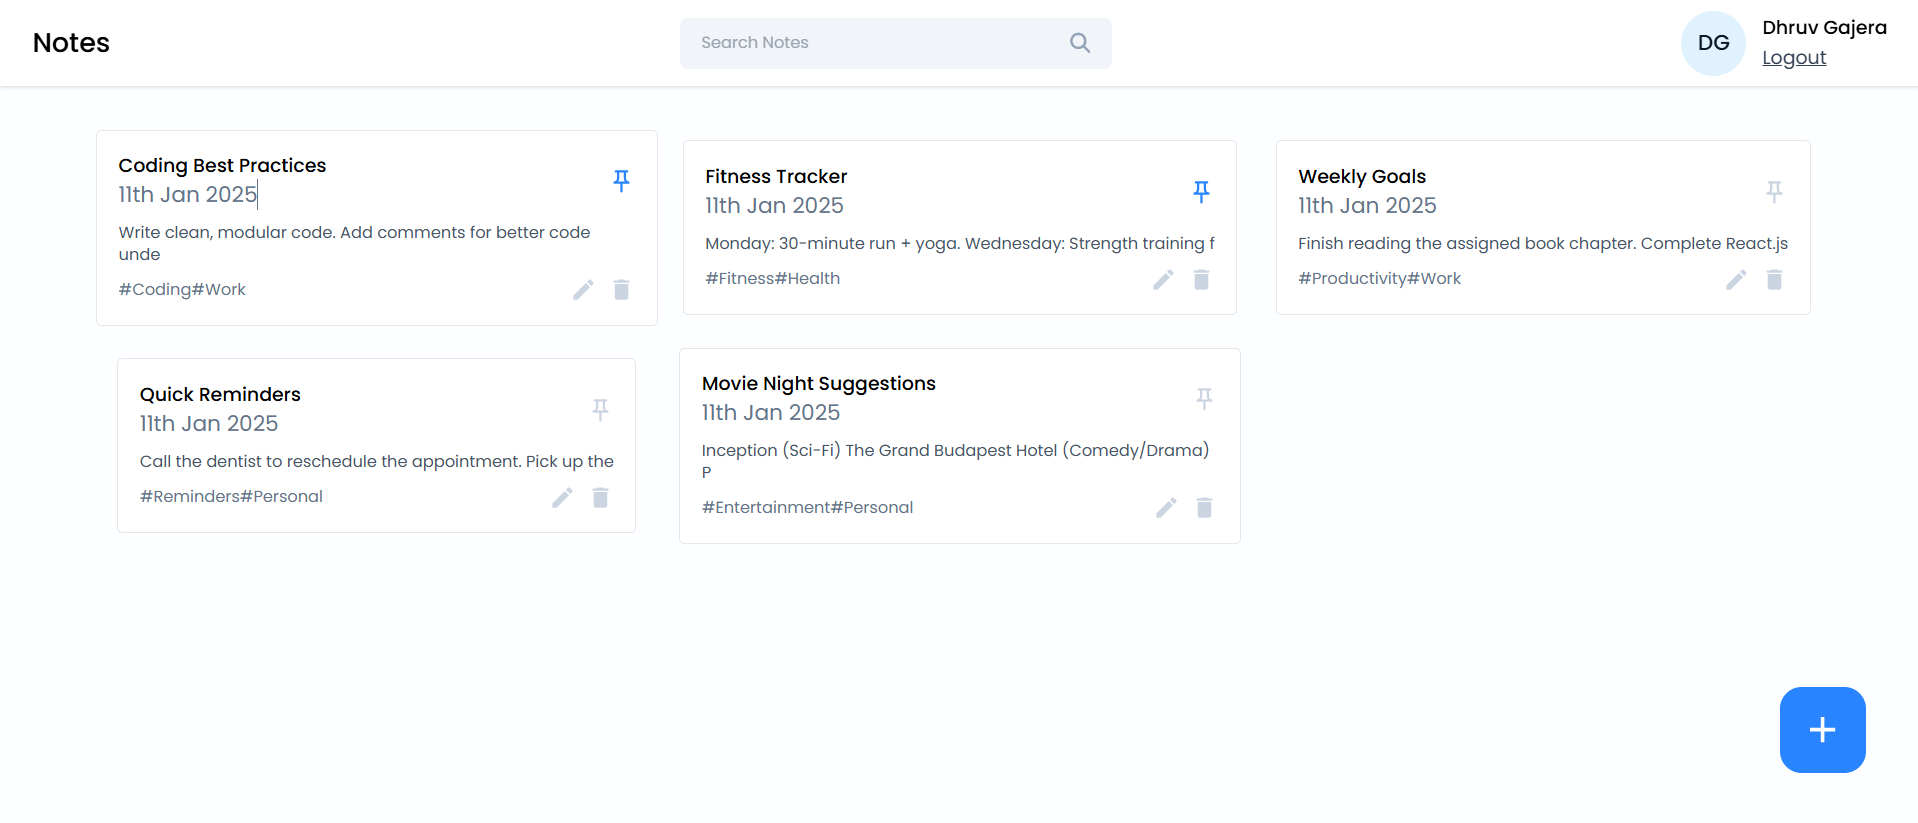 Notes
Search Notes
DG
Dhruv Gajera
Logout
Coding Best Practices
11th Jan 2025
Write clean, modular code. Add comments for better code
unde
#Coding#Work
Fitness Tracker
11th Jan 2025
Monday: 30-minute run + yoga. Wednesday: Strength training f
#Fitness#Health
Weekly Goals
11th Jan 2025
Finish reading the assigned book chapter. Complete React.js
#Productivity#Work
Quick Reminders
11th Jan 2025
Call the dentist to reschedule the appointment. Pick up the
#Reminders#Personal
Movie Night Suggestions
11th Jan 2025
Inception (Sci-Fi) The Grand Budapest Hotel (Comedy/Drama)
P
#Entertainment#Personal